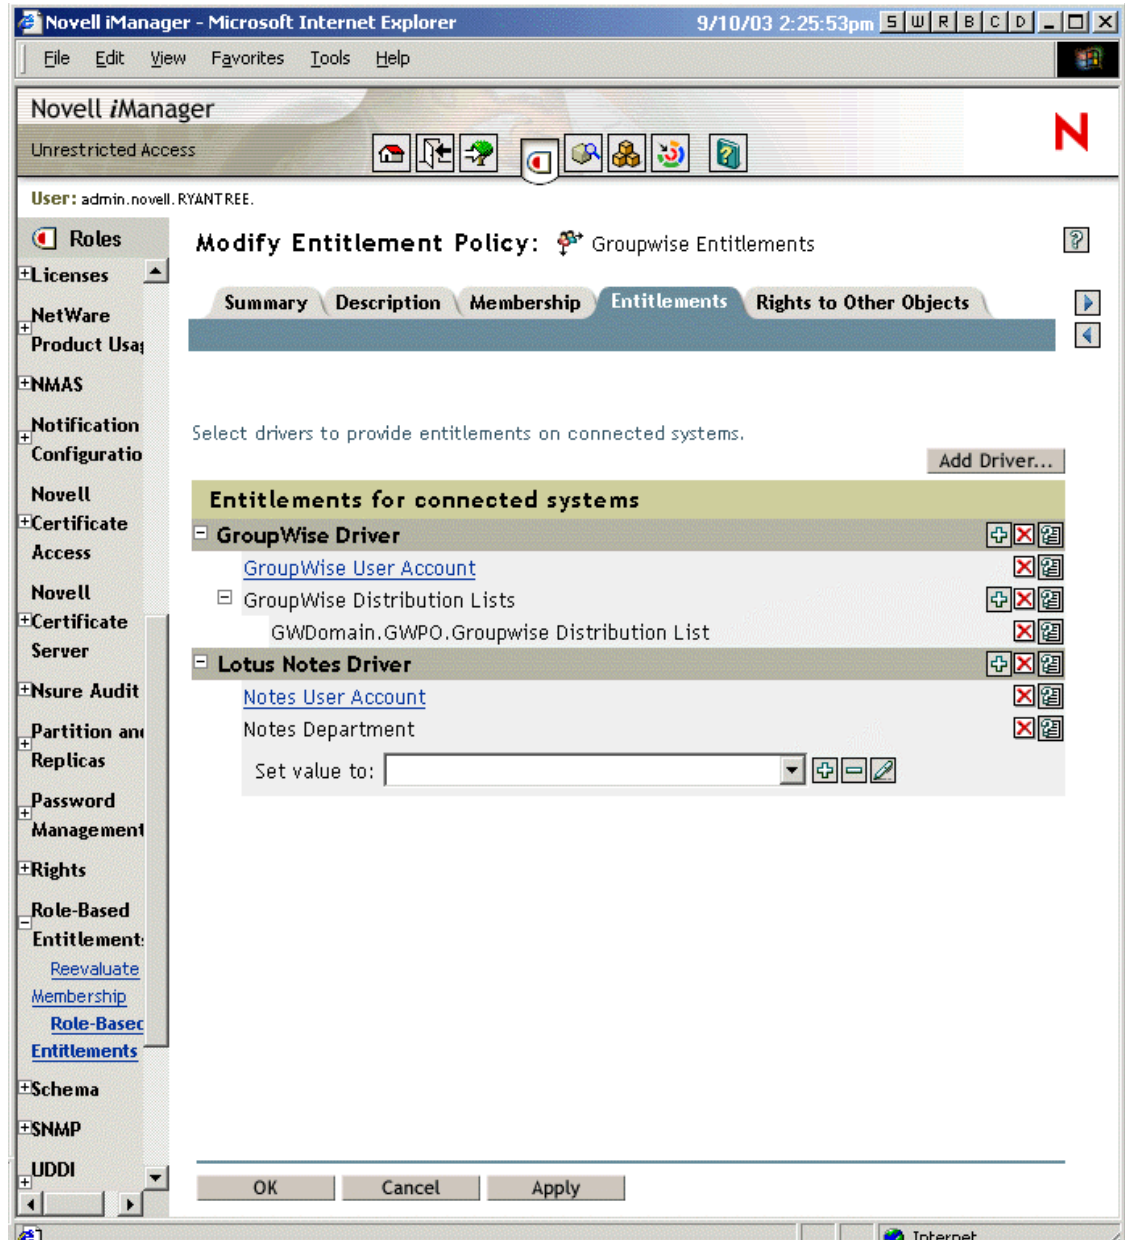 Novell iManager - Microsoft Internet Explorer 9/10/03 2:25:53pm S W R B C D
File Edit View Favorites Tools Help
Novell iManager
Unrestricted Access
N
User: admin.novell.RYANTREE.
Roles
Licenses
NetWare
Product Usag
NMAS
Notification
Configuratio
Novell
Certificate
Access
Novell
Certificate
Server
Nsure Audit
Partition and
Replicas
Password
Management
Rights
Role-Based
Entitlements
Reevaluate
Membership
Role-Based
Entitlements
Schema
SNMP
UDDI
Modify Entitlement Policy: Groupwise Entitlements
Summary Description Membership Entitlements Rights to Other Objects
Select drivers to provide entitlements on connected systems.
Add Driver...
Entitlements for connected systems
GroupWise Driver
GroupWise User Account
GroupWise Distribution Lists
GWDomain.GWPO.Groupwise Distribution List
Lotus Notes Driver
Notes User Account
Notes Department
Set value to:
OK Cancel Apply
Internet